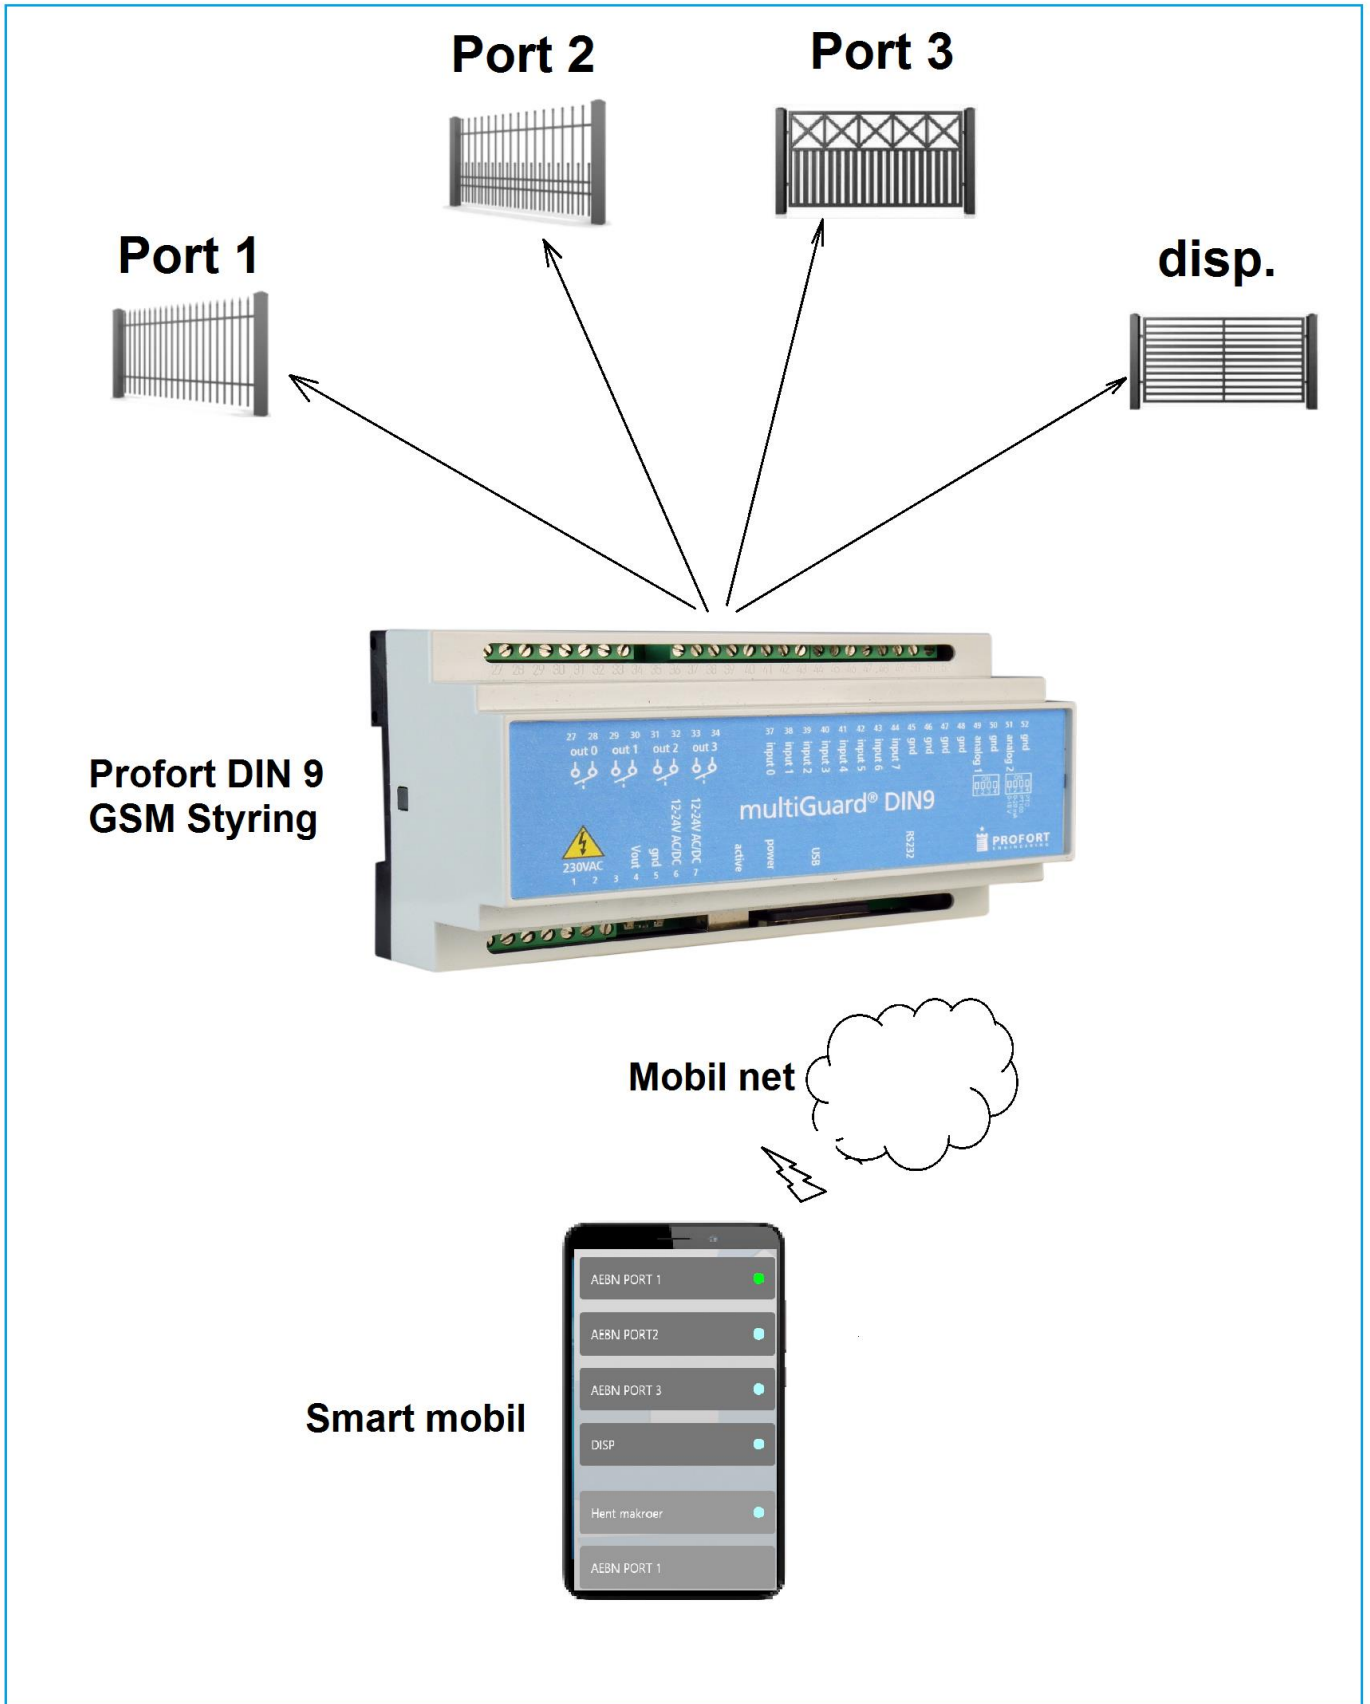 Port 2
Port 3
Port 1
disp.
Profort DIN 9
GSM Styring
27 28 29 30 31 32 33 34
out 0 out 1 out 2 out 3
37 38 39 40 41 42 43 44 45 46 47 48 49 50 51 52
input 0 input 1 input 2 input 3 input 4 input 5 input 6 input 7 gnd gnd gnd gnd analog 1 gnd analog 2 gnd
multiGuard® DIN9
230VAC
Vout gnd 12-24V AC/DC 12-24V AC/DC
active power USB RS232
PROFORT
ENGINEERING
1 2 3 4 5 6 7
Mobil net
Smart mobil
AEBN PORT 1
AEBN PORT2
AEBN PORT 3
DISP
Hent makroer
AEBN PORT 1